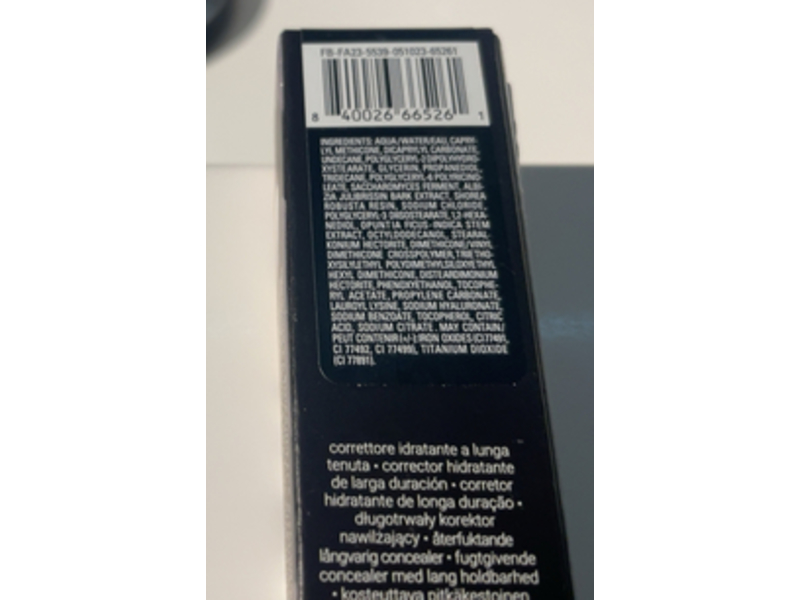 FB-FA23-5539-051023-65261
8 40026 66526 1
INGREDIENTS: AQUA/WATER/EAU, CAPRY-
LYL METHICONE, DICAPRYLYL CARBONATE,
UNDECANE, POLYGLYCERYL-2 DIPOLYHYDRO-
XYSTEARATE, GLYCERIN, PROPANEDIOL,
TRIDECANE, POLYGLYCERYL-6 POLYRICINO-
LEATE, SACCHAROMYCES FERMENT, ALBI-
ZIA JULIBRISSIN BARK EXTRACT, SHOREA
ROBUSTA RESIN, SODIUM CHLORIDE,
POLYGLYCERYL-3 DIISOSTEARATE, 1,2-HEXA-
NEDIOL, OPUNTIA FICUS-INDICA STEM
EXTRACT, OCTYLDODECANOL, STEARAL-
KONIUM HECTORITE, DIMETHICONE/VINYL
DIMETHICONE CROSSPOLYMER, TRIETHO-
XYSILYLETHYL POLYDIMETHYLSILOXYETHYL
HEXYL DIMETHICONE, DISTEARDIMONIUM
HECTORITE, PHENOXYETHANOL, TOCOPHE-
RYL ACETATE, PROPYLENE CARBONATE,
LAUROYL LYSINE, SODIUM HYALURONATE,
SODIUM BENZOATE, TOCOPHEROL, CITRIC
ACID, SODIUM CITRATE. MAY CONTAIN/
PEUT CONTENIR (+/-): IRON OXIDES (CI 77491,
CI 77492, CI 77499), TITANIUM DIOXIDE
(CI 77891).
correttore idratante a lunga
tenuta • corrector hidratante
de larga duración • corretor
hidratante de longa duração •
długotrwały korektor
nawilżający • återfuktande
långvarig concealer • fugtgivende
concealer med lang holdbarhed
• kosteuttava pitkäkestoinen